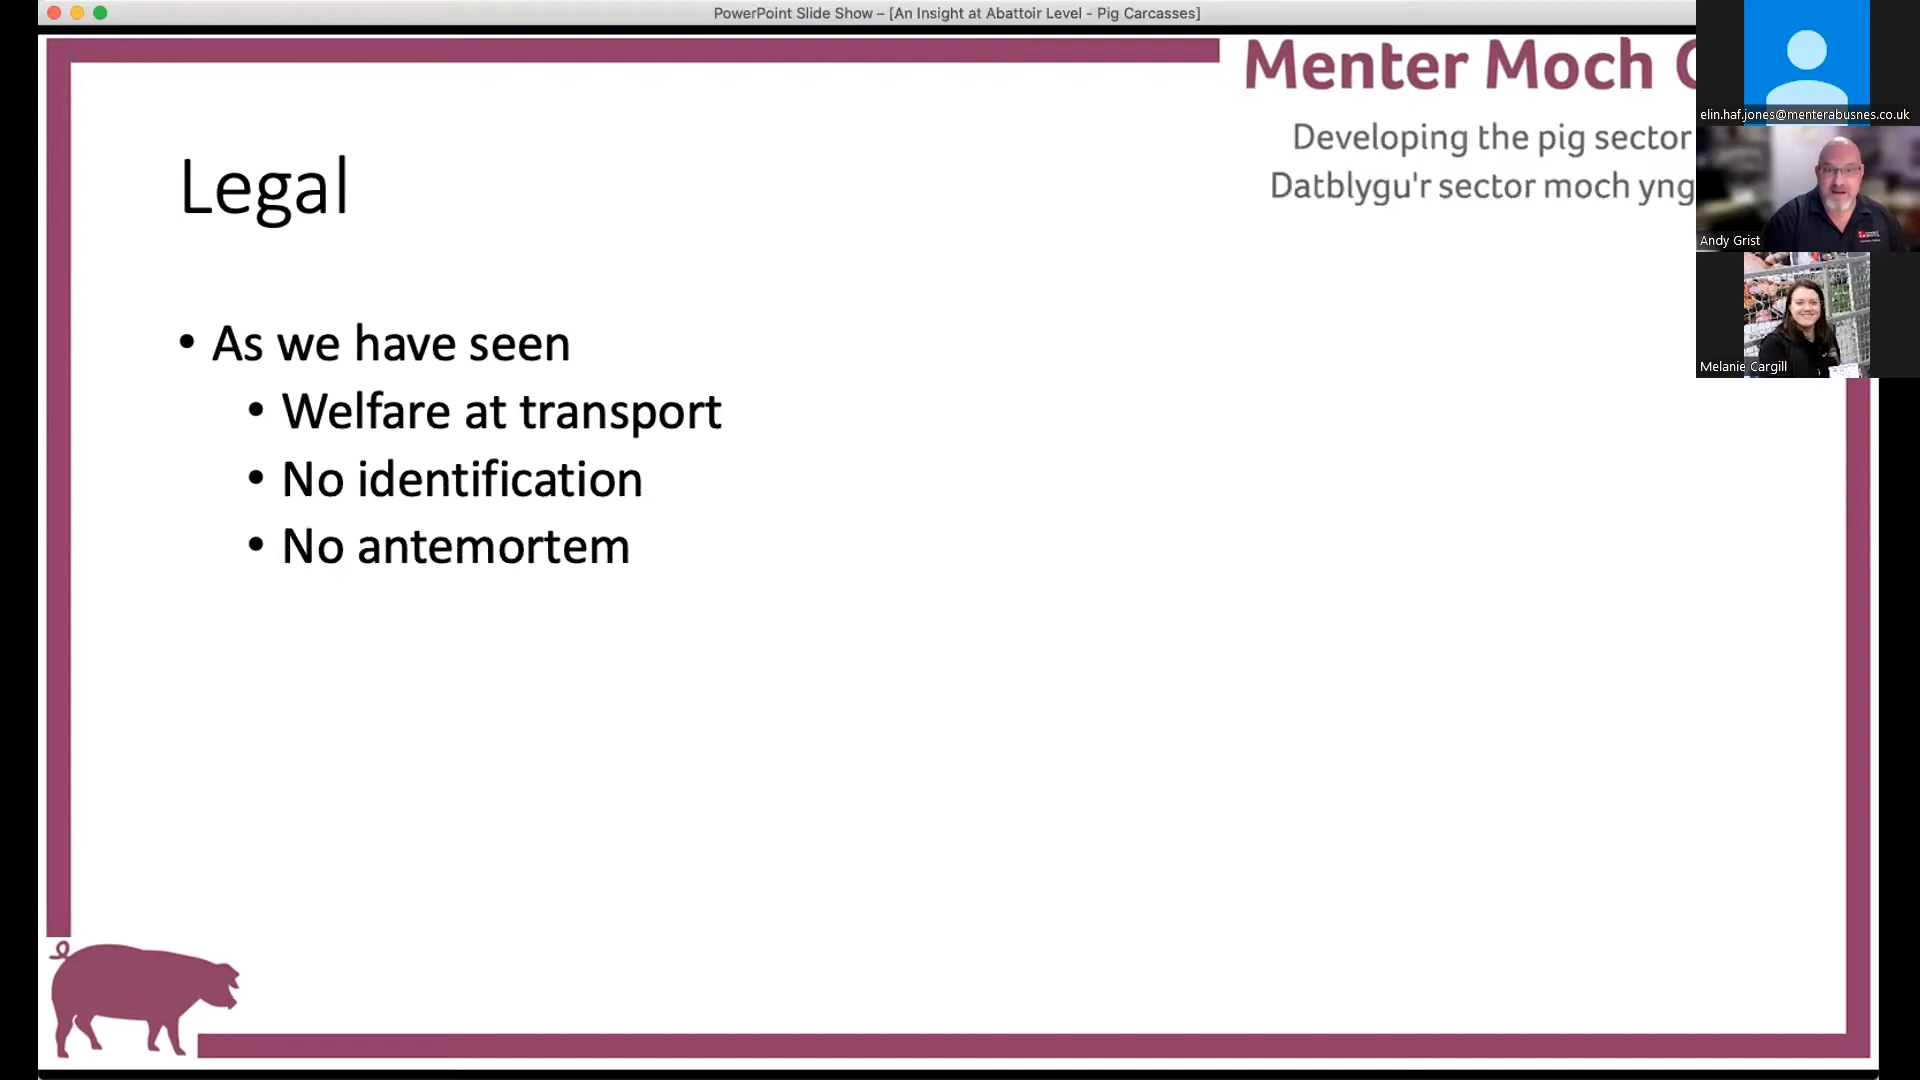 PowerPoint Slide Show – [An Insight at Abattoir Level - Pig Carcasses]
Menter Moch
Developing the pig sector
Datblygu'r sector moch yng
elin.haf.jones@menterabusnes.co.uk
Andy Grist
Melanie Cargill
Legal
• As we have seen
• Welfare at transport
• No identification
• No antemortem